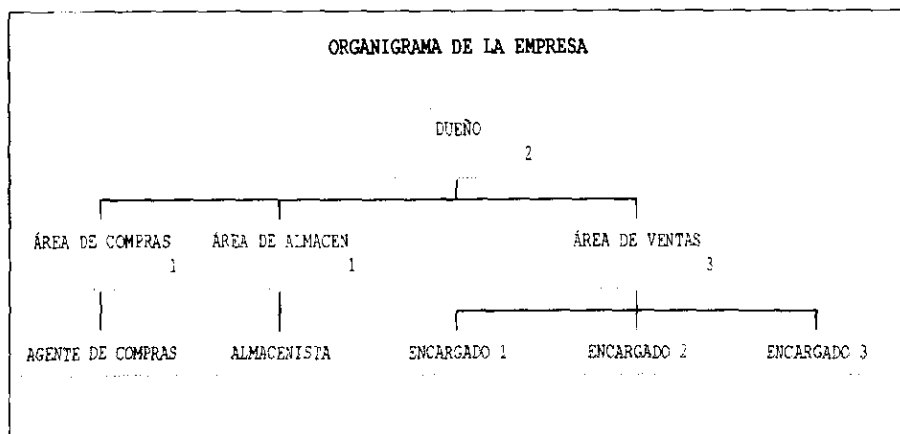 ORGANIGRAMA DE LA EMPRESA
DUEÑO
2
ÁREA DE COMPRAS ÁREA DE ALMACEN ÁREA DE VENTAS
1 1 3
AGENTE DE COMPRAS ALMACENISTA ENCARGADO 1 ENCARGADO 2 ENCARGADO 3